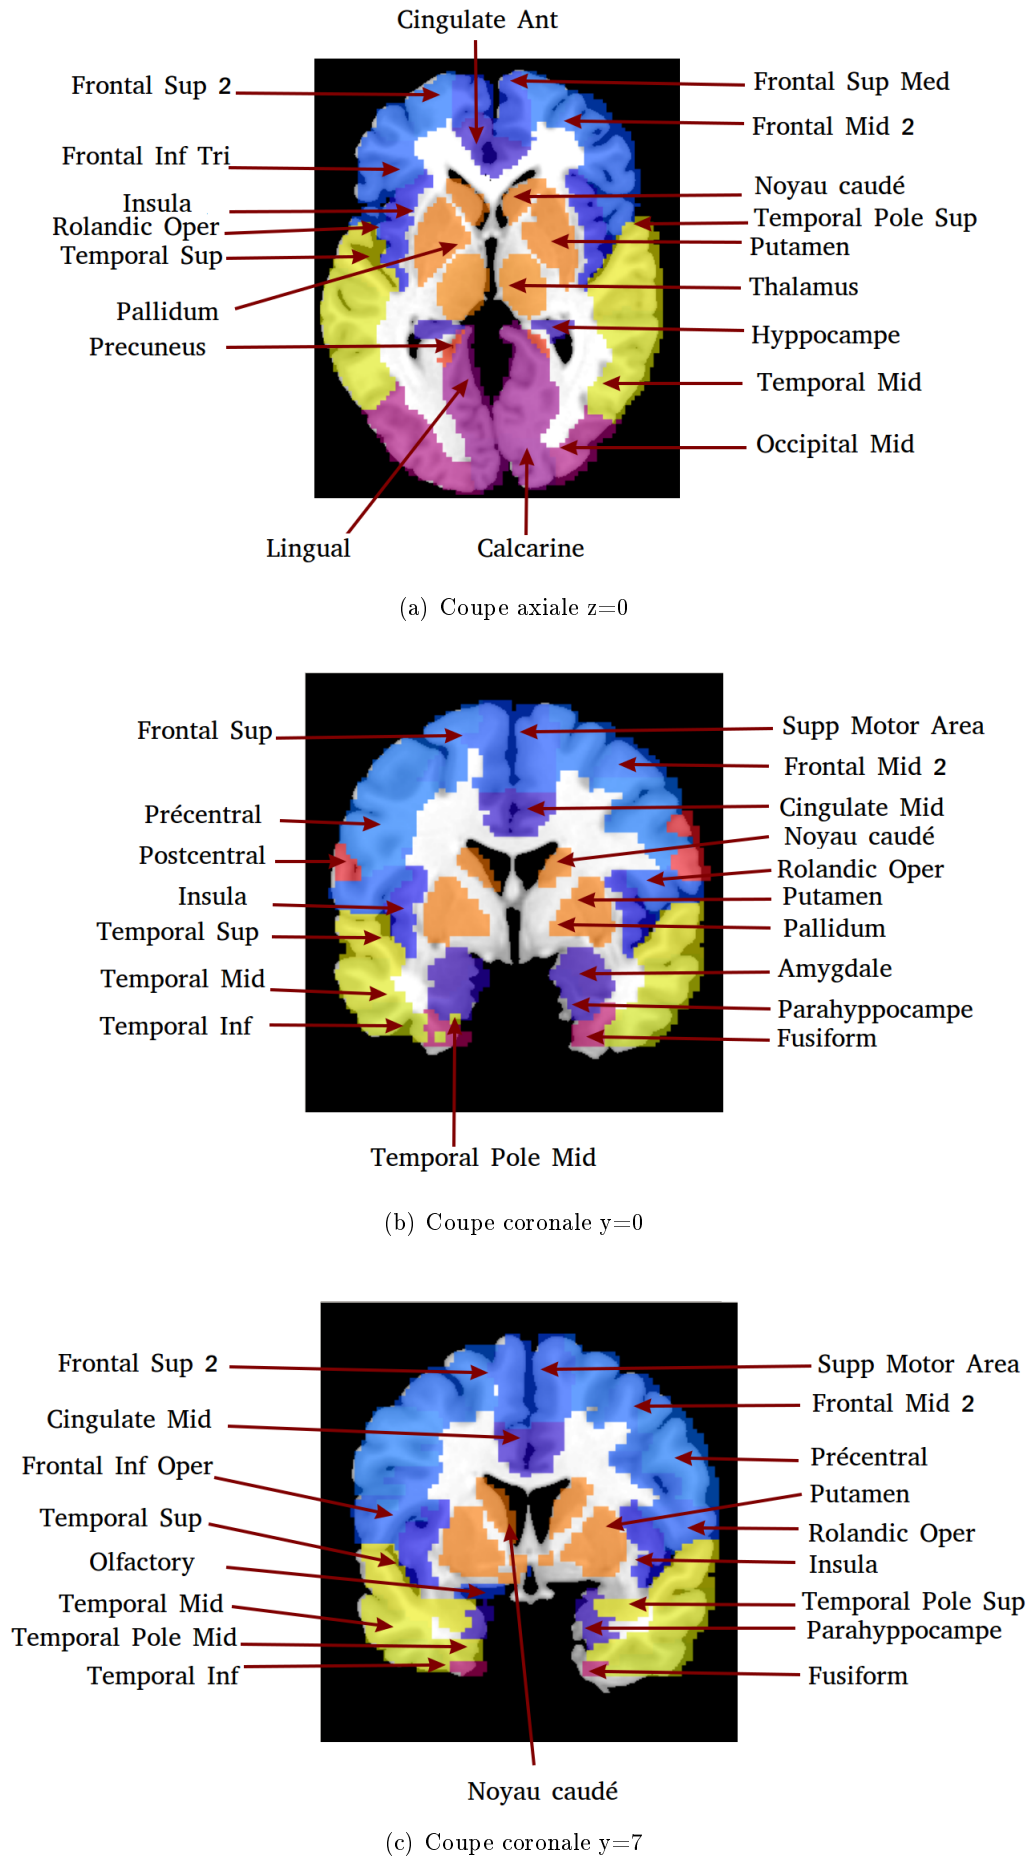 Cingulate Ant
Frontal Sup 2
Frontal Sup Med
Frontal Mid 2
Frontal Inf Tri
Noyau caudé
Insula
Temporal Pole Sup
Rolandic Oper
Putamen
Temporal Sup
Thalamus
Pallidum
Hyppocampe
Precuneus
Temporal Mid
Occipital Mid
Lingual
Calcarine
(a) Coupe axiale z=0
Frontal Sup
Supp Motor Area
Frontal Mid 2
Cingulate Mid
Précentral
Noyau caudé
Postcentral
Rolandic Oper
Insula
Putamen
Temporal Sup
Pallidum
Temporal Mid
Amygdale
Parahyppocampe
Temporal Inf
Fusiform
Temporal Pole Mid
(b) Coupe coronale y=0
Frontal Sup 2
Supp Motor Area
Frontal Mid 2
Cingulate Mid
Précentral
Frontal Inf Oper
Putamen
Temporal Sup
Rolandic Oper
Olfactory
Insula
Temporal Mid
Temporal Pole Sup
Temporal Pole Mid
Parahyppocampe
Temporal Inf
Fusiform
Noyau caudé
(c) Coupe coronale y=7